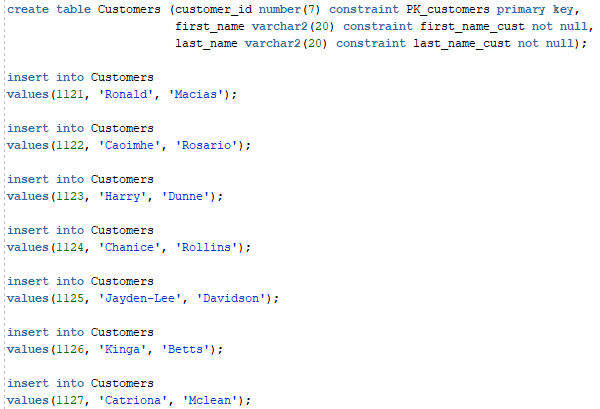 create table Customers (customer_id number(7) constraint PK_customers primary key,
first_name varchar2(20) constraint first_name_cust not null,
last_name varchar2(20) constraint last_name_cust not null);
insert into Customers
values(1121, 'Ronald', 'Macias');
insert into Customers
values(1122, 'Caoimhe', 'Rosario');
insert into Customers
values(1123, 'Harry', 'Dunne');
insert into Customers
values(1124, 'Chanice', 'Rollins');
insert into Customers
values(1125, 'Jayden-Lee', 'Davidson');
insert into Customers
values(1126, 'Kinga', 'Betts');
insert into Customers
values(1127, 'Catriona', 'Mclean');